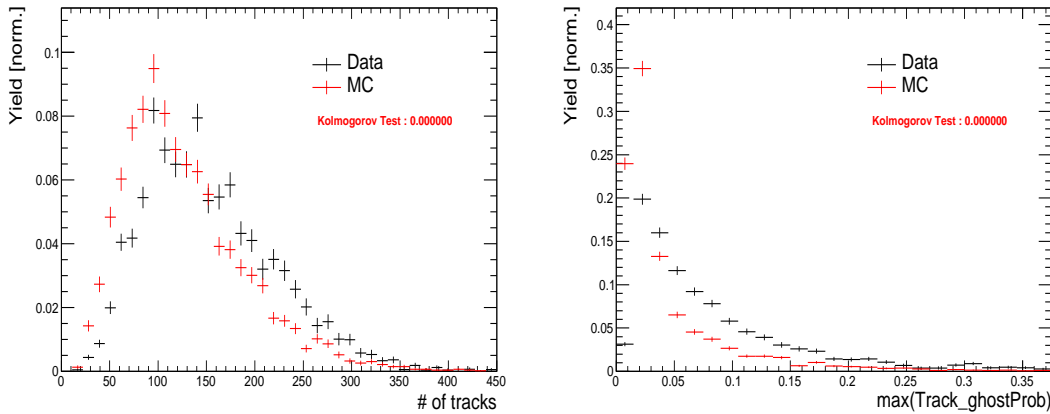 Yield [norm.]
0.1
0.08
0.06
0.04
0.02
0
Data
MC
Kolmogorov Test : 0.000000
0 50 100 150 200 250 300 350 400 450
# of tracks
Yield [norm.]
0.4
0.35
0.3
0.25
0.2
0.15
0.1
0.05
0
Data
MC
Kolmogorov Test : 0.000000
0 0.05 0.1 0.15 0.2 0.25 0.3 0.35
max(Track_ghostProb)